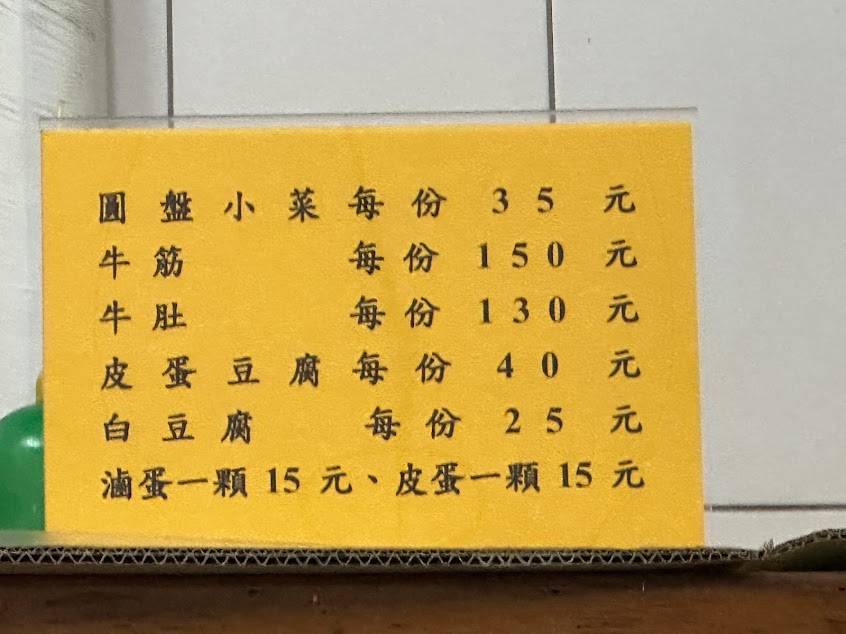 圓盤小菜每份 35 元
牛筋 每份 150 元
牛肚 每份 130 元
皮蛋豆腐每份 40 元
白豆腐 每份 25 元
滷蛋一顆 15 元、皮蛋一顆 15 元